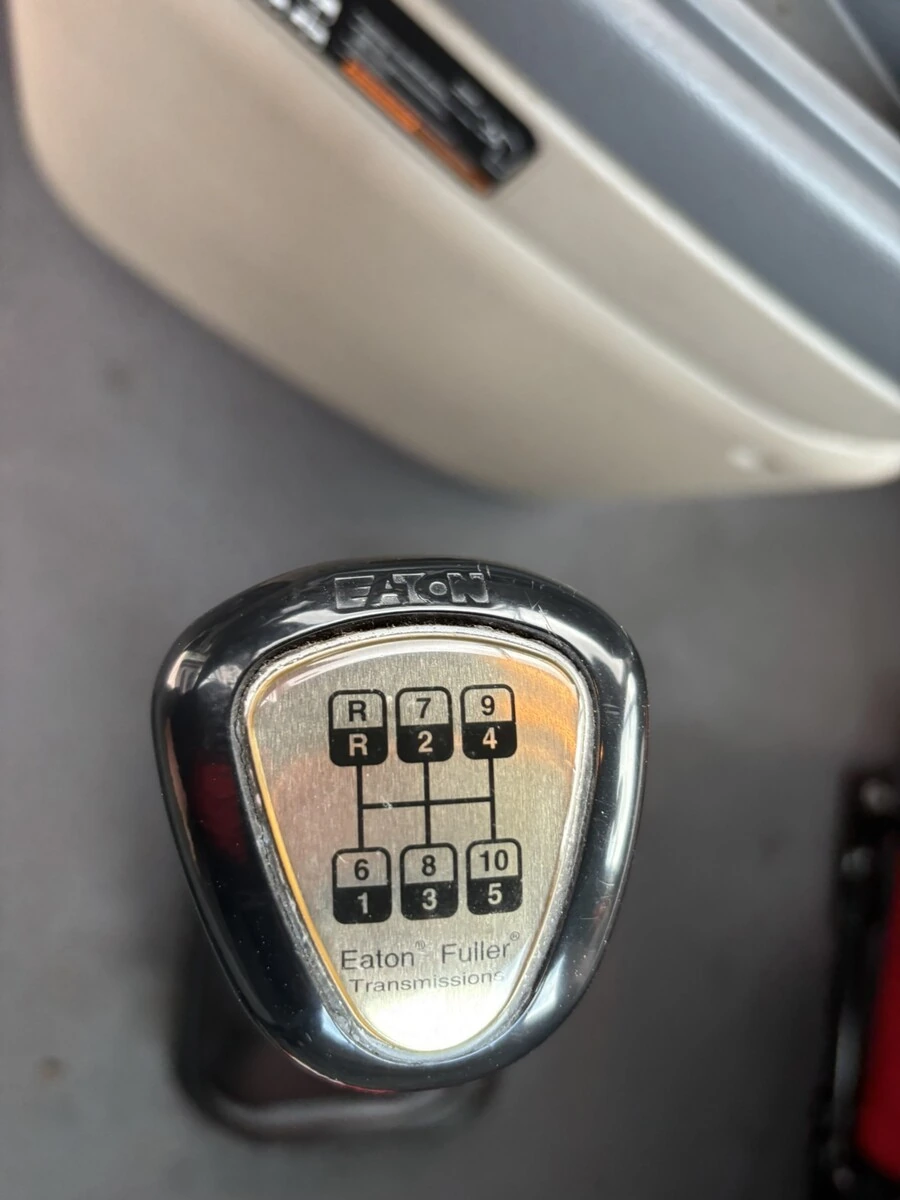 EATON
R 7 9
R 2 4
6 8 10
1 3 5
Eaton® Fuller®
Transmissions